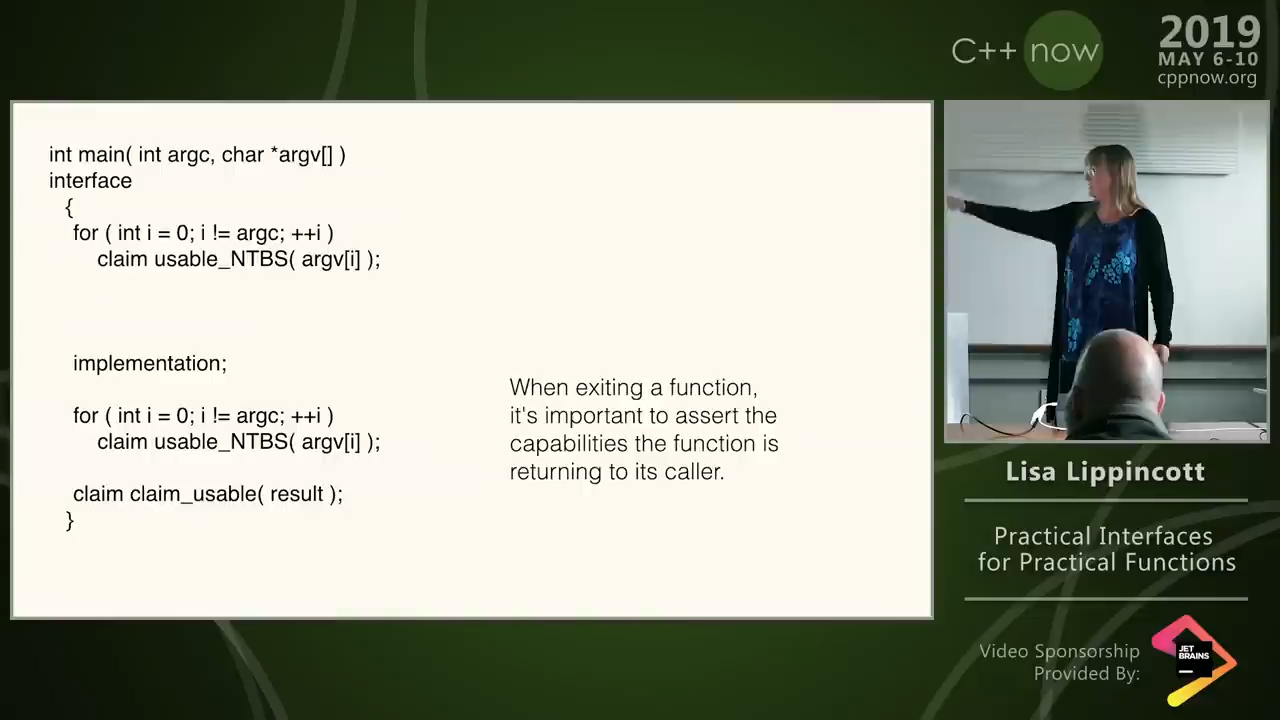 C++ now
2019
MAY 6-10
cppnow.org
int main( int argc, char *argv[] )
interface
{
for ( int i = 0; i != argc; ++i )
claim usable_NTBS( argv[i] );
implementation;
for ( int i = 0; i != argc; ++i )
claim usable_NTBS( argv[i] );
claim claim_usable( result );
}
When exiting a function,
it's important to assert the
capabilities the function is
returning to its caller.
Lisa Lippincott
Practical Interfaces
for Practical Functions
Video Sponsorship
Provided By:
JET
BRAINS